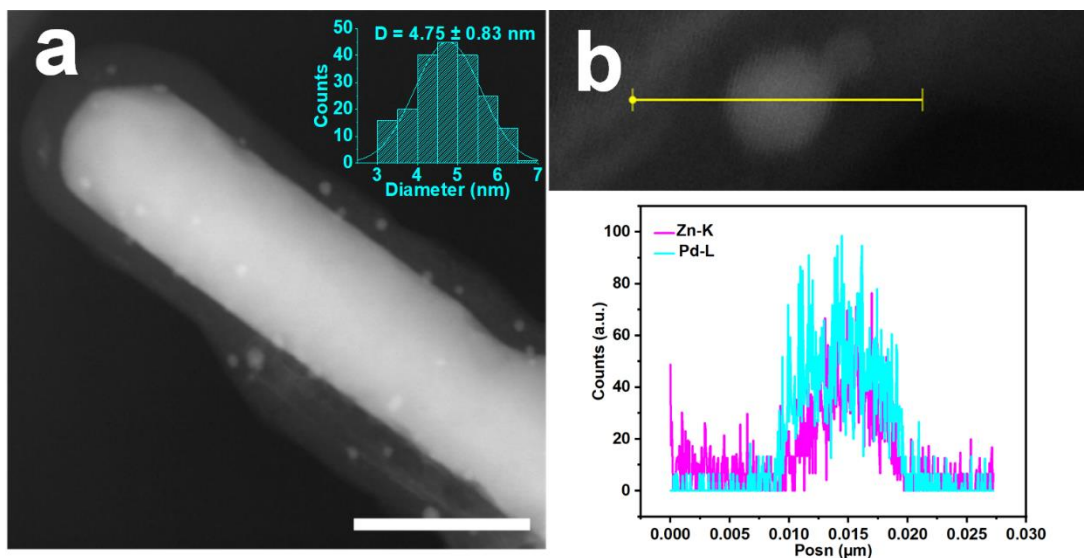 a
D = 4.75 ± 0.83 nm
Counts
50
40
30
20
10
0
3 4 5 6 7
Diameter (nm)
b
Zn-K
Pd-L
Counts (a.u.)
100
80
60
40
20
0
0.000 0.005 0.010 0.015 0.020 0.025 0.030
Posn (µm)